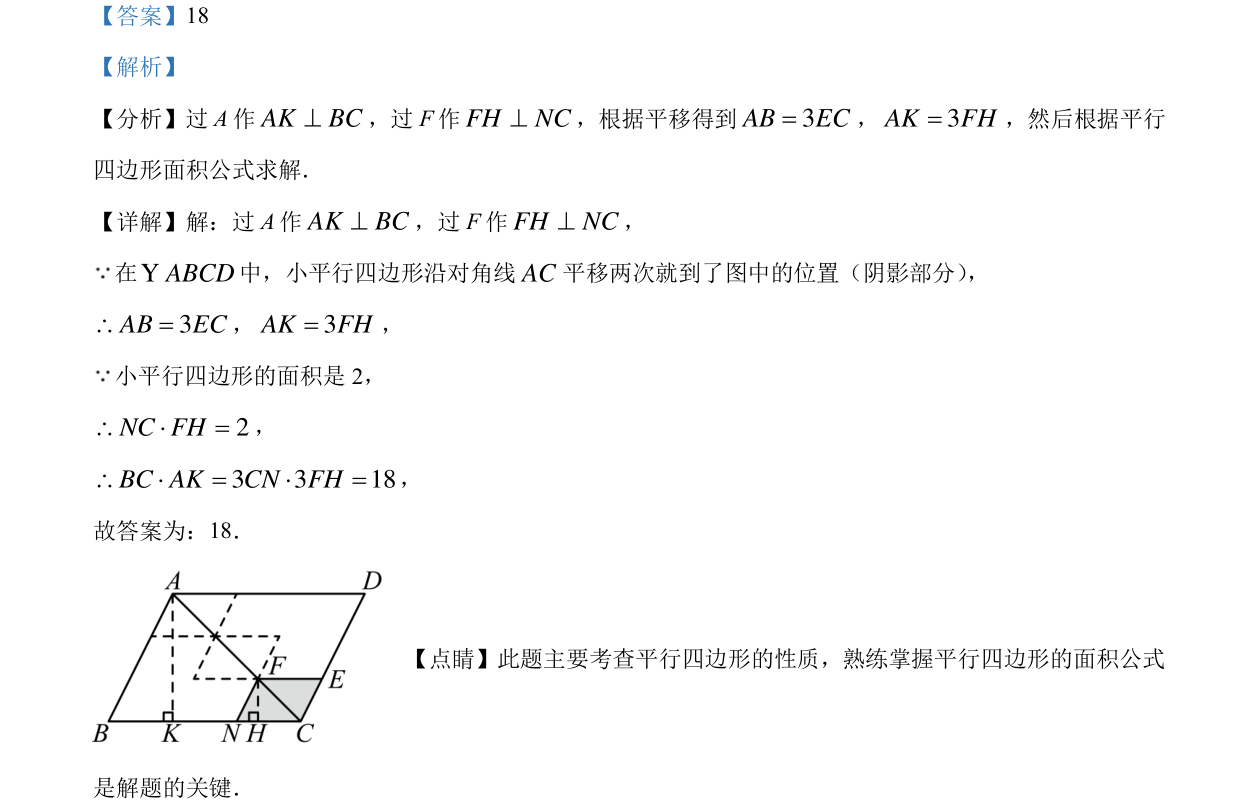 【答案】18
【解析】
【分析】过 A 作 AK ⊥ BC，过 F 作 FH ⊥ NC，根据平移得到 AB = 3EC，AK = 3FH，然后根据平行
四边形面积公式求解．
【详解】解：过 A 作 AK ⊥ BC，过 F 作 FH ⊥ NC，
∵在 Y ABCD 中，小平行四边形沿对角线 AC 平移两次就到了图中的位置（阴影部分），
∴ AB = 3EC，AK = 3FH，
∵小平行四边形的面积是 2，
∴ NC · FH = 2，
∴ BC · AK = 3CN · 3FH = 18，
故答案为：18．
A D
F
E
B K N H C
【点睛】此题主要考查平行四边形的性质，熟练掌握平行四边形的面积公式
是解题的关键．